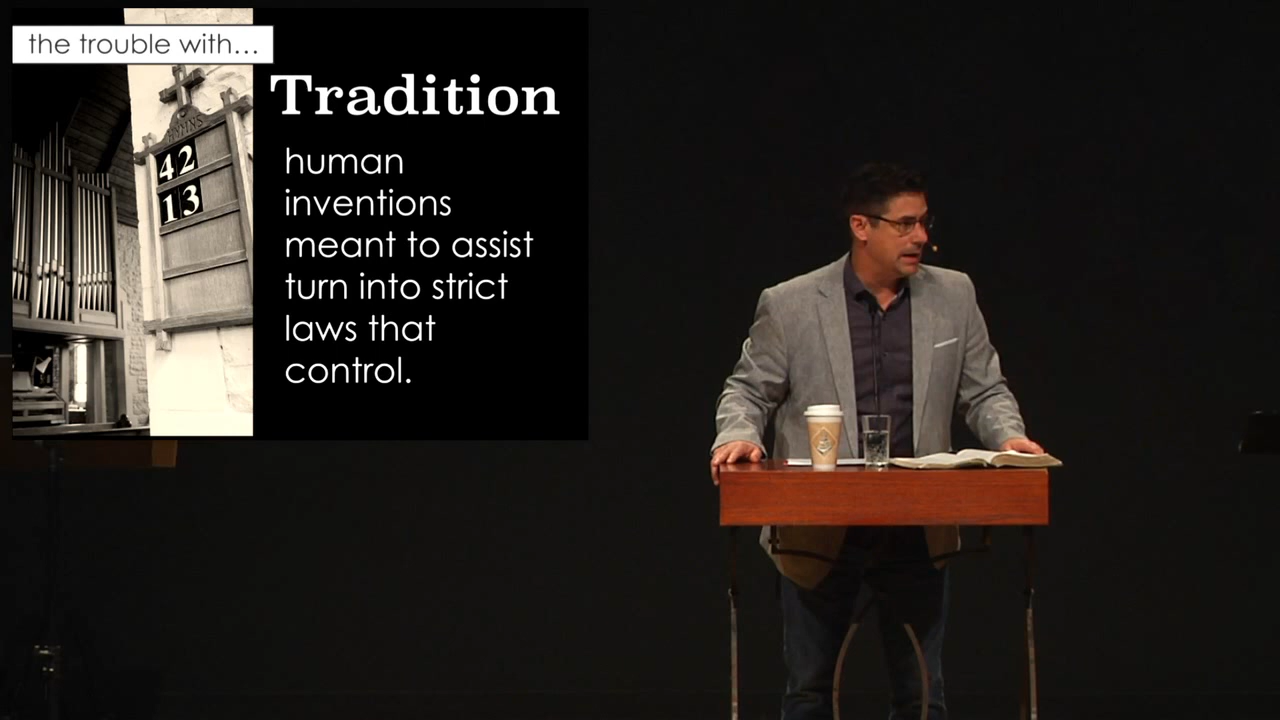 the trouble with...
Tradition
HYMNS
42
13
human
inventions
meant to assist
turn into strict
laws that
control.